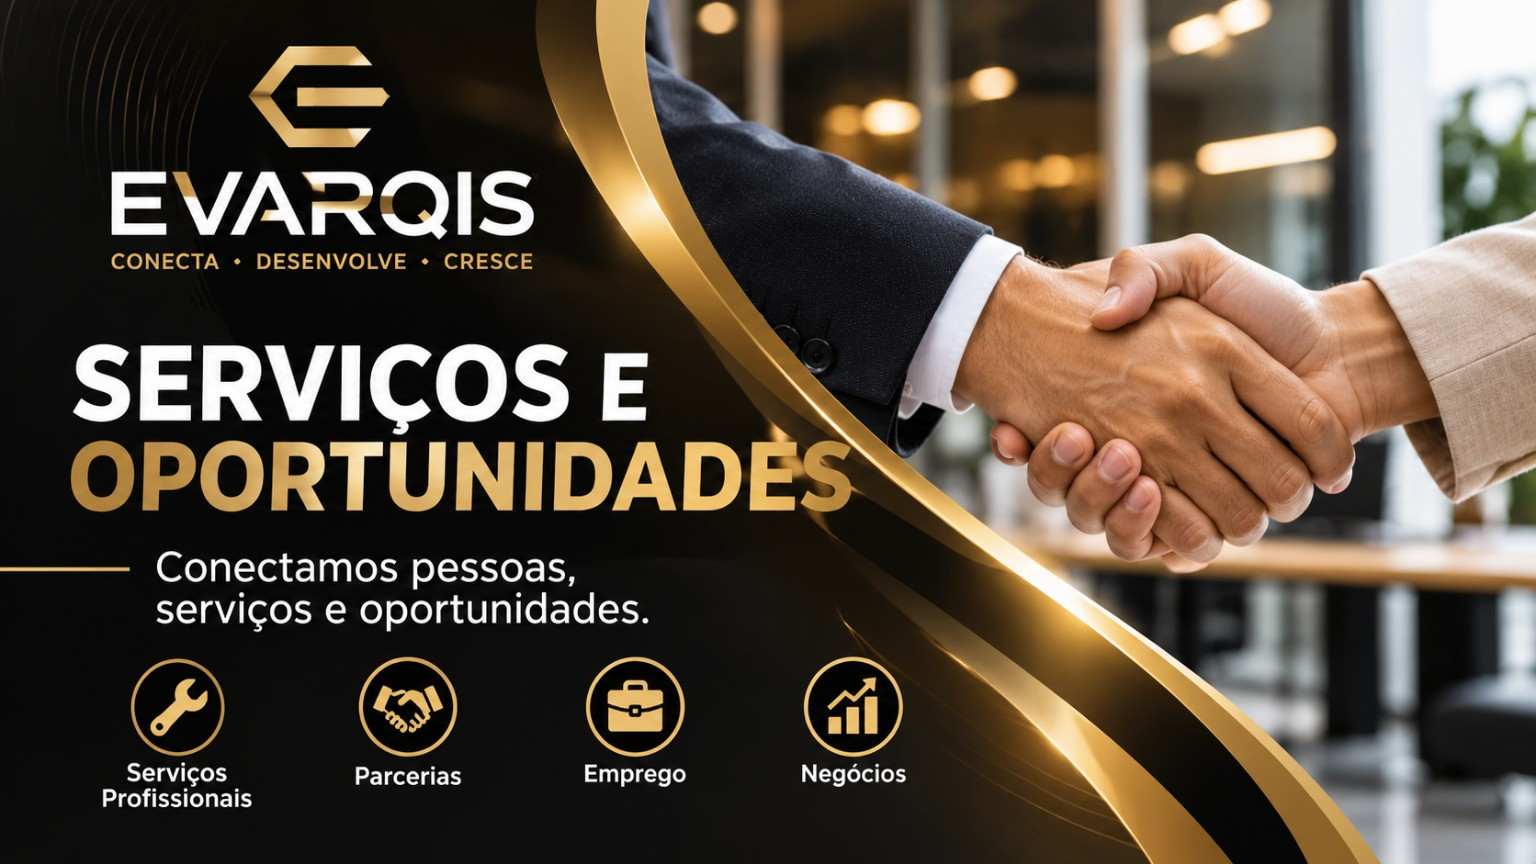 EVARQIS
CONECTA • DESENVOLVE • CRESCE
SERVIÇOS E
OPORTUNIDADES
Conectamos pessoas,
serviços e oportunidades.
Serviços
Profissionais
Parcerias
Emprego
Negócios